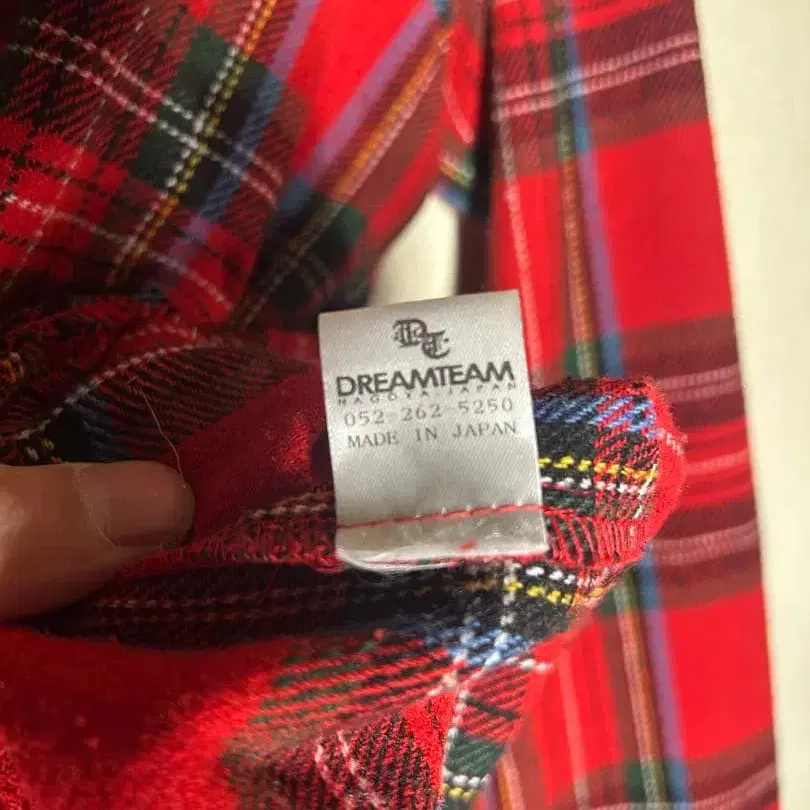 D.T.
DREAMTEAM
NAGOYA JAPAN
052-262-5250
MADE IN JAPAN